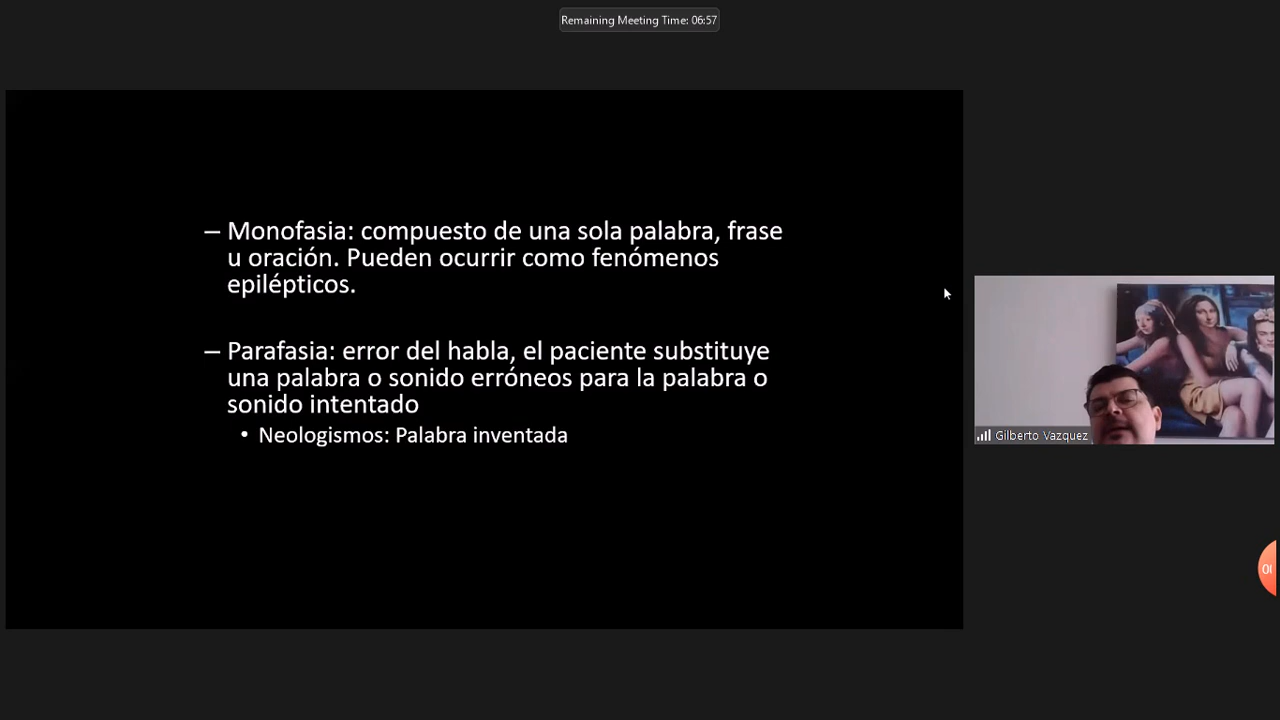 Remaining Meeting Time: 06:57
– Monofasia: compuesto de una sola palabra, frase
u oración. Pueden ocurrir como fenómenos
epilépticos.
– Parafasia: error del habla, el paciente substituye
una palabra o sonido erróneos para la palabra o
sonido intentado
• Neologismos: Palabra inventada
Gilberto Vazquez